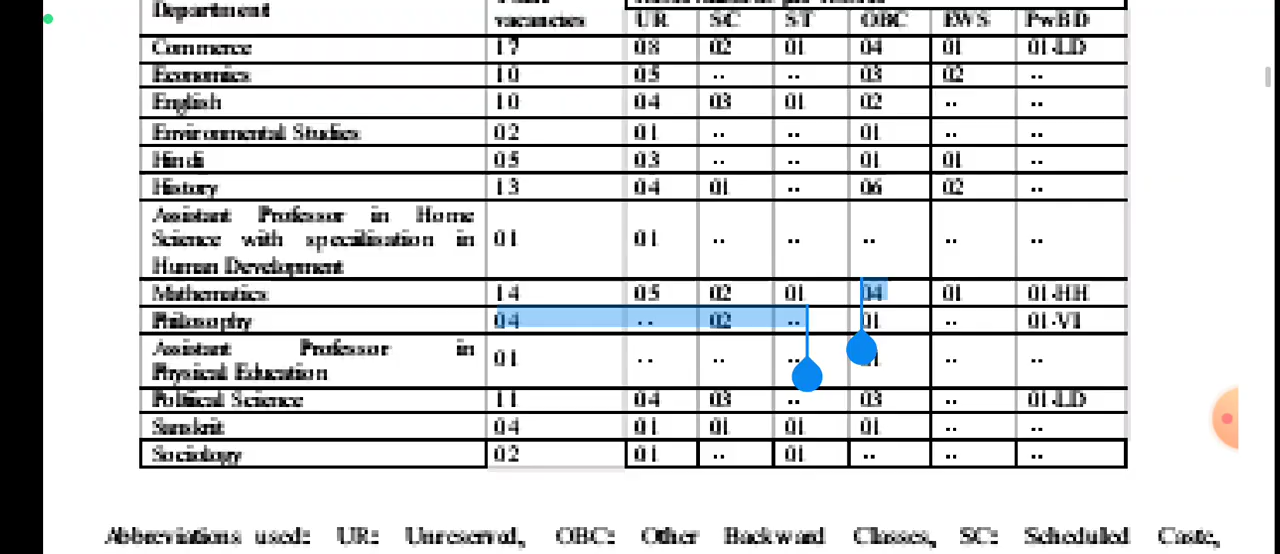 Department vacancies UR SC ST OBC EWS PwBD
Commerce 17 08 02 01 04 01 01-LD
Economics 10 05 -- -- 03 02 --
English 10 04 03 01 02 -- --
Environmental Studies 02 01 -- -- 01 -- --
Hindi 05 03 -- -- 01 01 --
History 13 04 01 -- 06 02 --
Assistant Professor in Home
Science with specilisation in 01 01 -- -- -- -- --
Human Development
Mathematics 14 05 02 01 04 01 01-HH
Philosophy 04 -- 02 -- 01 -- 01-VI
Assistant Professor in
Physical Education 01 -- -- -- -- --
Political Science 11 04 03 -- 03 -- 01-LD
Sanskrit 04 01 01 01 01 -- --
Sociology 02 01 -- 01 -- -- --
Abbreviations used: UR: Unreserved, OBC: Other Backward Classes, SC: Scheduled Caste,